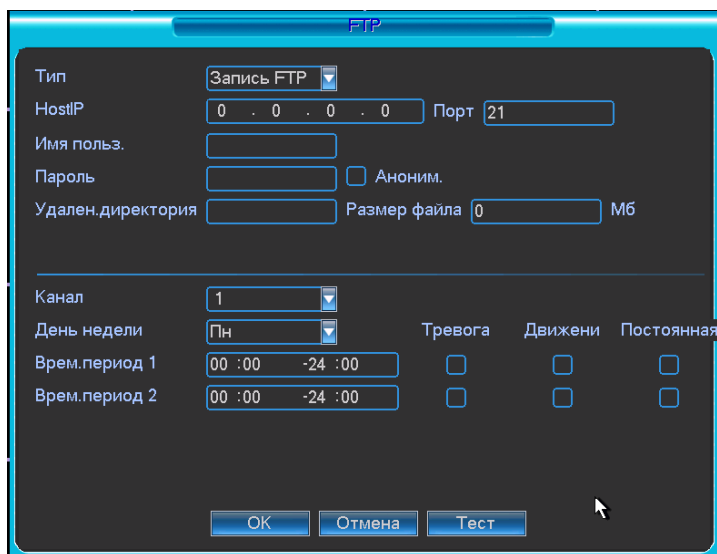 FTP
Тип Запись FTP
HostIP 0 . 0 . 0 . 0 Порт 21
Имя польз.
Пароль Аноним.
Удален.директория Размер файла 0 Мб
Канал 1
День недели Пн Тревога Движени Постоянная
Врем.период 1 00 :00 -24 :00
Врем.период 2 00 :00 -24 :00
OK Отмена Тест